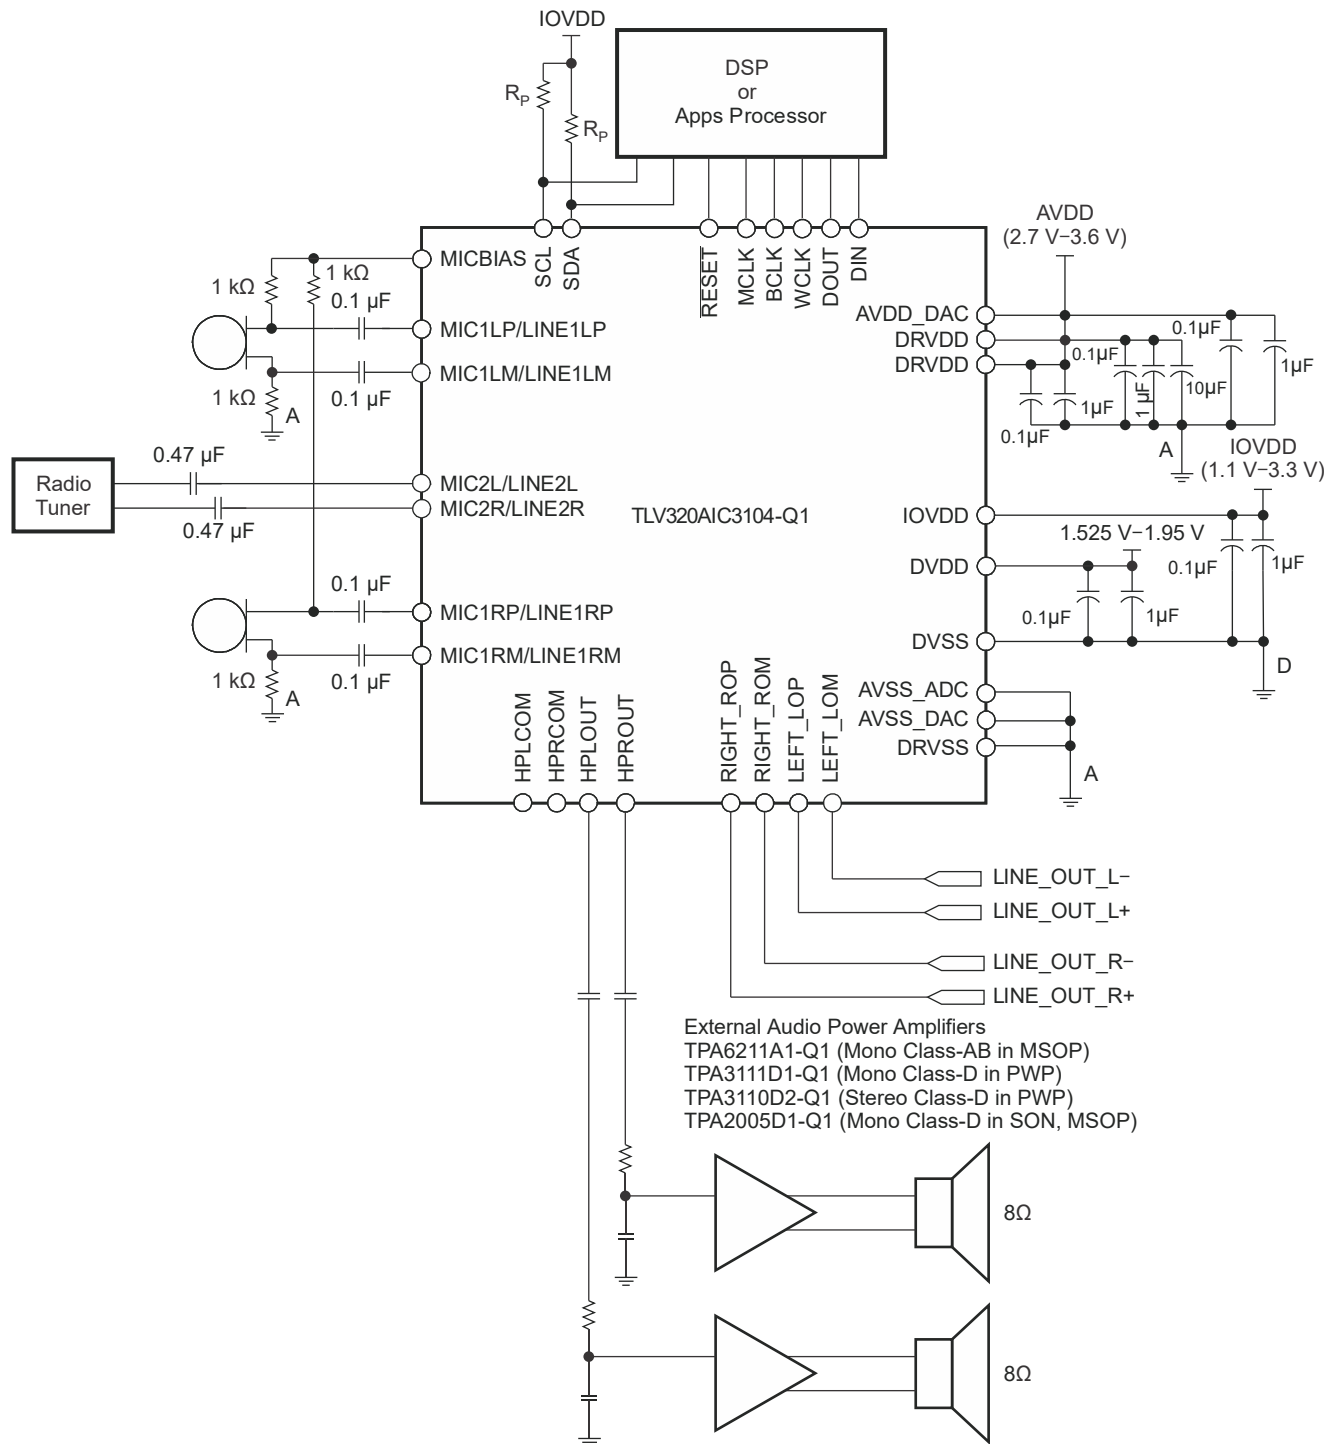 IOVDD
DSP
or
Apps Processor
RP
RP
AVDD
(2.7 V–3.6 V)
SCL
SDA
RESET
MCLK
BCLK
WCLK
DOUT
DIN
MICBIAS
1 kΩ
1 kΩ
0.1 µF
MIC1LP/LINE1LP
MIC1LM/LINE1LM
1 kΩ
A
0.1 µF
AVDD_DAC
DRVDD
DRVDD
0.1µF
0.1µF
1µF
1 µF
10µF
1µF
0.1µF
A
IOVDD
(1.1 V–3.3 V)
0.47 µF
Radio
Tuner
MIC2L/LINE2L
MIC2R/LINE2R
0.47 µF
TLV320AIC3104-Q1
IOVDD
1.525 V–1.95 V
DVDD
0.1µF
1µF
0.1µF
1µF
DVSS
D
0.1 µF
MIC1RP/LINE1RP
MIC1RM/LINE1RM
1 kΩ
A
0.1 µF
AVSS_ADC
AVSS_DAC
DRVSS
A
HPLCOM
HPRCOM
HPLOUT
HPROUT
RIGHT_ROP
RIGHT_ROM
LEFT_LOP
LEFT_LOM
LINE_OUT_L−
LINE_OUT_L+
LINE_OUT_R−
LINE_OUT_R+
External Audio Power Amplifiers
TPA6211A1-Q1 (Mono Class-AB in MSOP)
TPA3111D1-Q1 (Mono Class-D in PWP)
TPA3110D2-Q1 (Stereo Class-D in PWP)
TPA2005D1-Q1 (Mono Class-D in SON, MSOP)
8Ω
8Ω